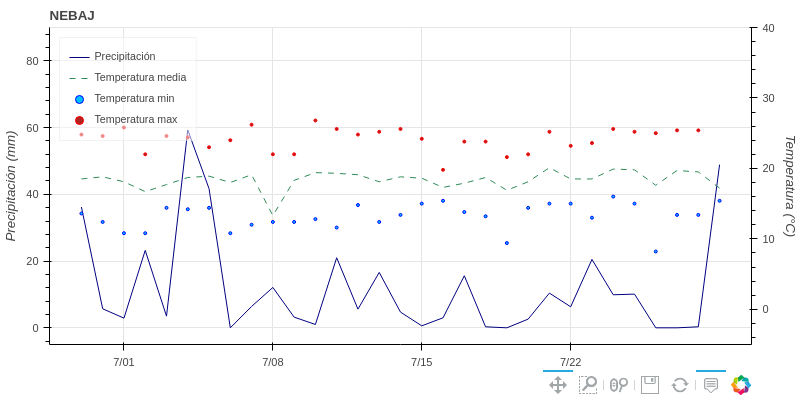 NEBAJ
Precipitación
Temperatura media
Temperatura min
Temperatura max
Precipitación (mm)
80
60
40
20
0
Temperatura (°C)
40
30
20
10
0
7/01
7/08
7/15
7/22